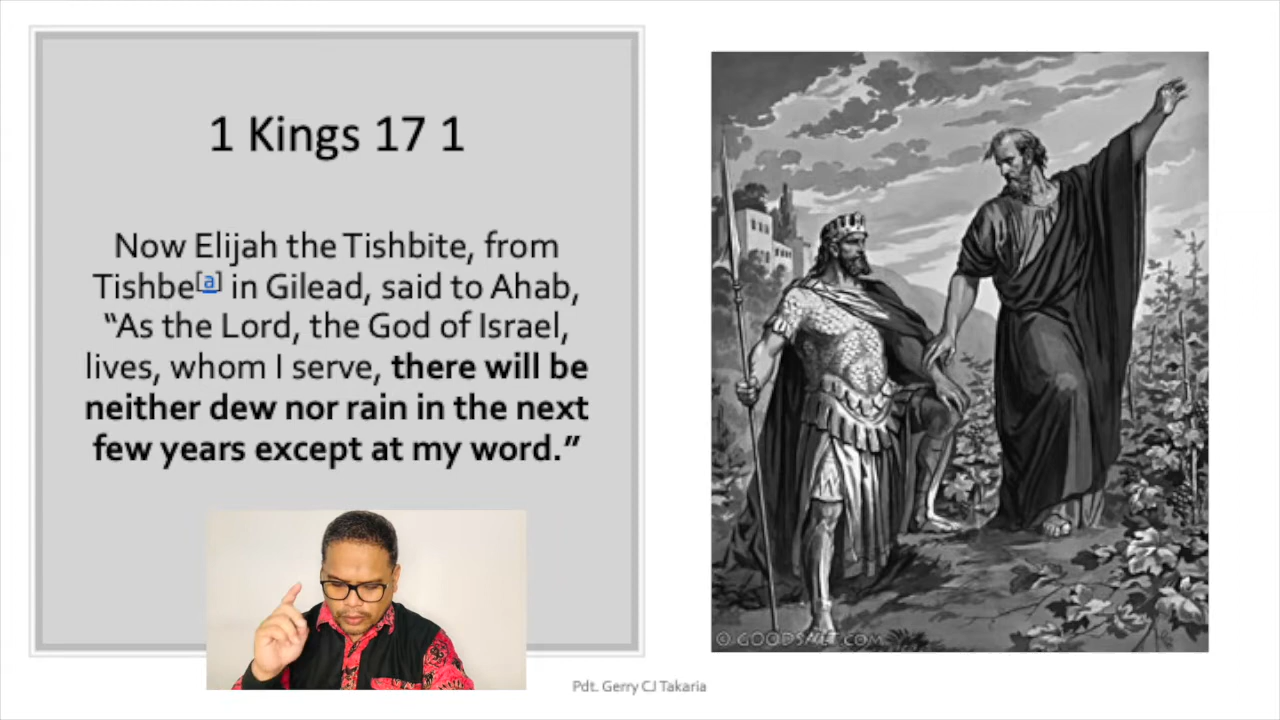 1 Kings 17 1
Now Elijah the Tishbite, from
Tishbe[a] in Gilead, said to Ahab,
“As the Lord, the God of Israel,
lives, whom I serve, there will be
neither dew nor rain in the next
few years except at my word.”
© GOODSALT.COM
Pdt. Gerry CJ Takaria